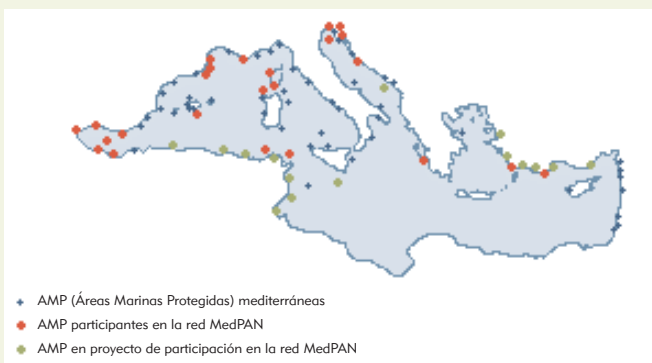 AMP (Áreas Marinas Protegidas) mediterráneas
AMP participantes en la red MedPAN
AMP en proyecto de participación en la red MedPAN